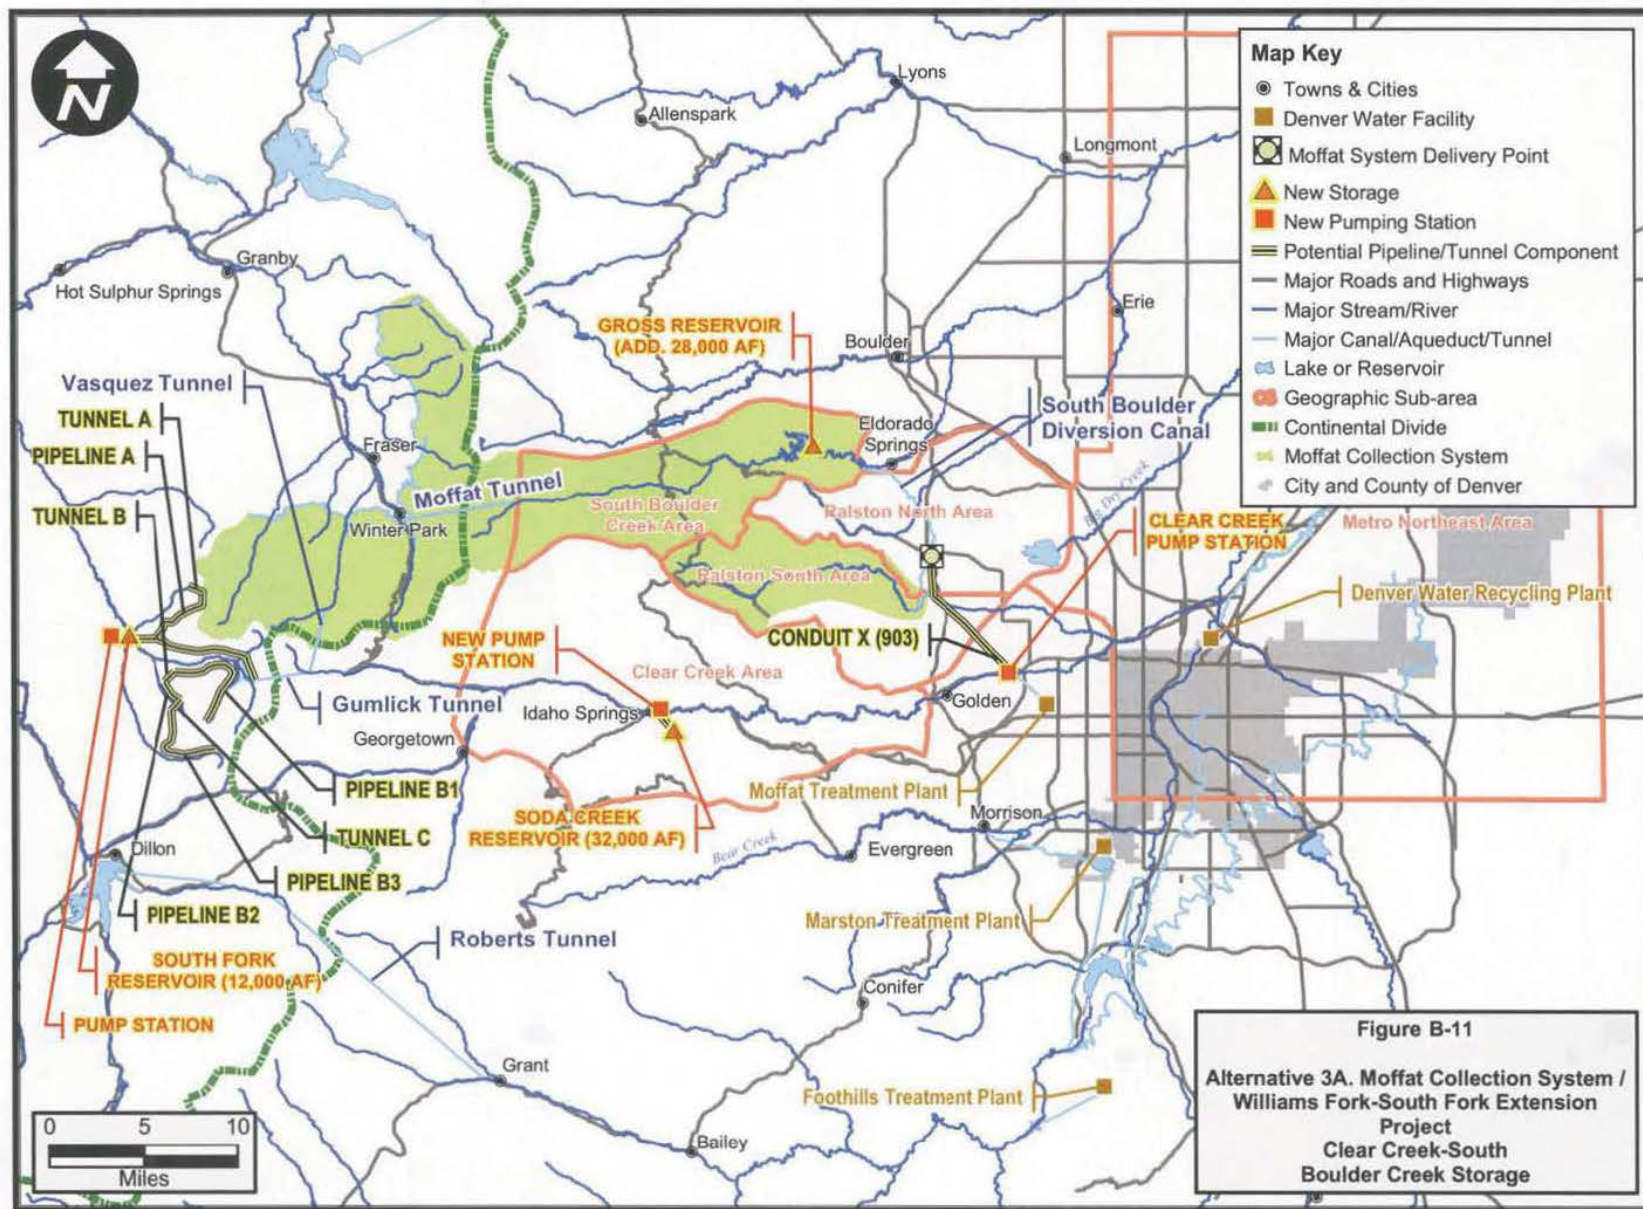 N
Map Key
Towns & Cities
Denver Water Facility
Moffat System Delivery Point
New Storage
New Pumping Station
Potential Pipeline/Tunnel Component
Major Roads and Highways
Major Stream/River
Major Canal/Aqueduct/Tunnel
Lake or Reservoir
Geographic Sub-area
Continental Divide
Moffat Collection System
City and County of Denver
Lyons
Allenspark
Longmont
Granby
Hot Sulphur Springs
Erie
GROSS RESERVOIR
(ADD. 28,000 AF)
Boulder
Vasquez Tunnel
TUNNEL A
PIPELINE A
TUNNEL B
Fraser
Eldorado
Springs
South Boulder
Diversion Canal
Moffat Tunnel
Winter Park
South Boulder
Creek Area
Ralston North Area
Big Dry Creek
CLEAR CREEK
PUMP STATION
Metro Northeast Area
Ralston South Area
Denver Water Recycling Plant
NEW PUMP
STATION
CONDUIT X (903)
Clear Creek Area
Gumlick Tunnel
Idaho Springs
Golden
Georgetown
PIPELINE B1
Moffat Treatment Plant
SODA CREEK
RESERVOIR (32,000 AF)
Morrison
TUNNEL C
Bear Creek
Evergreen
Dillon
PIPELINE B3
PIPELINE B2
Marston Treatment Plant
Roberts Tunnel
SOUTH FORK
RESERVOIR (12,000 AF)
Conifer
PUMP STATION
Grant
Foothills Treatment Plant
Bailey
0 5 10
Miles
Figure B-11
Alternative 3A. Moffat Collection System /
Williams Fork-South Fork Extension
Project
Clear Creek-South
Boulder Creek Storage